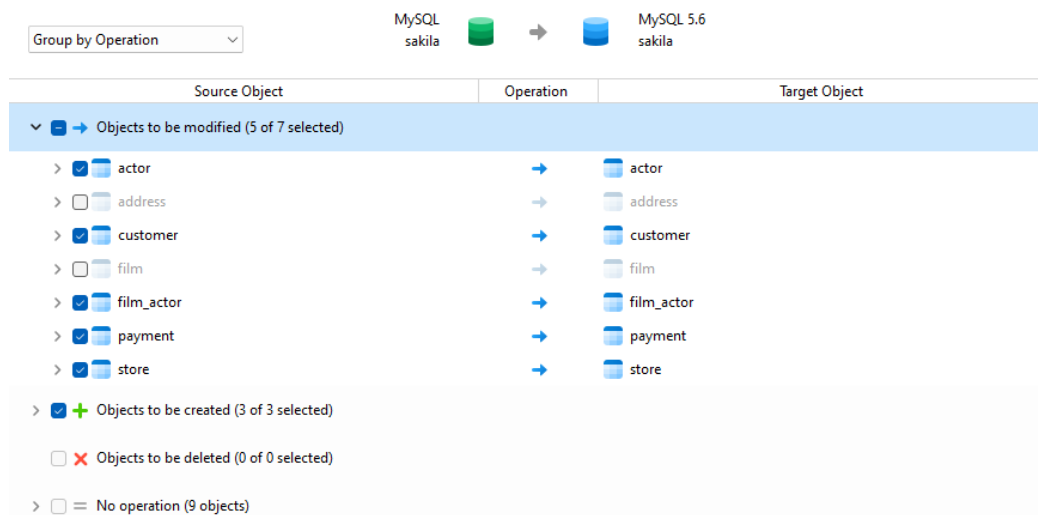 Group by Operation
MySQL
sakila
MySQL 5.6
sakila
Source Object Operation Target Object
Objects to be modified (5 of 7 selected)
actor actor
address address
customer customer
film film
film_actor film_actor
payment payment
store store
Objects to be created (3 of 3 selected)
Objects to be deleted (0 of 0 selected)
No operation (9 objects)